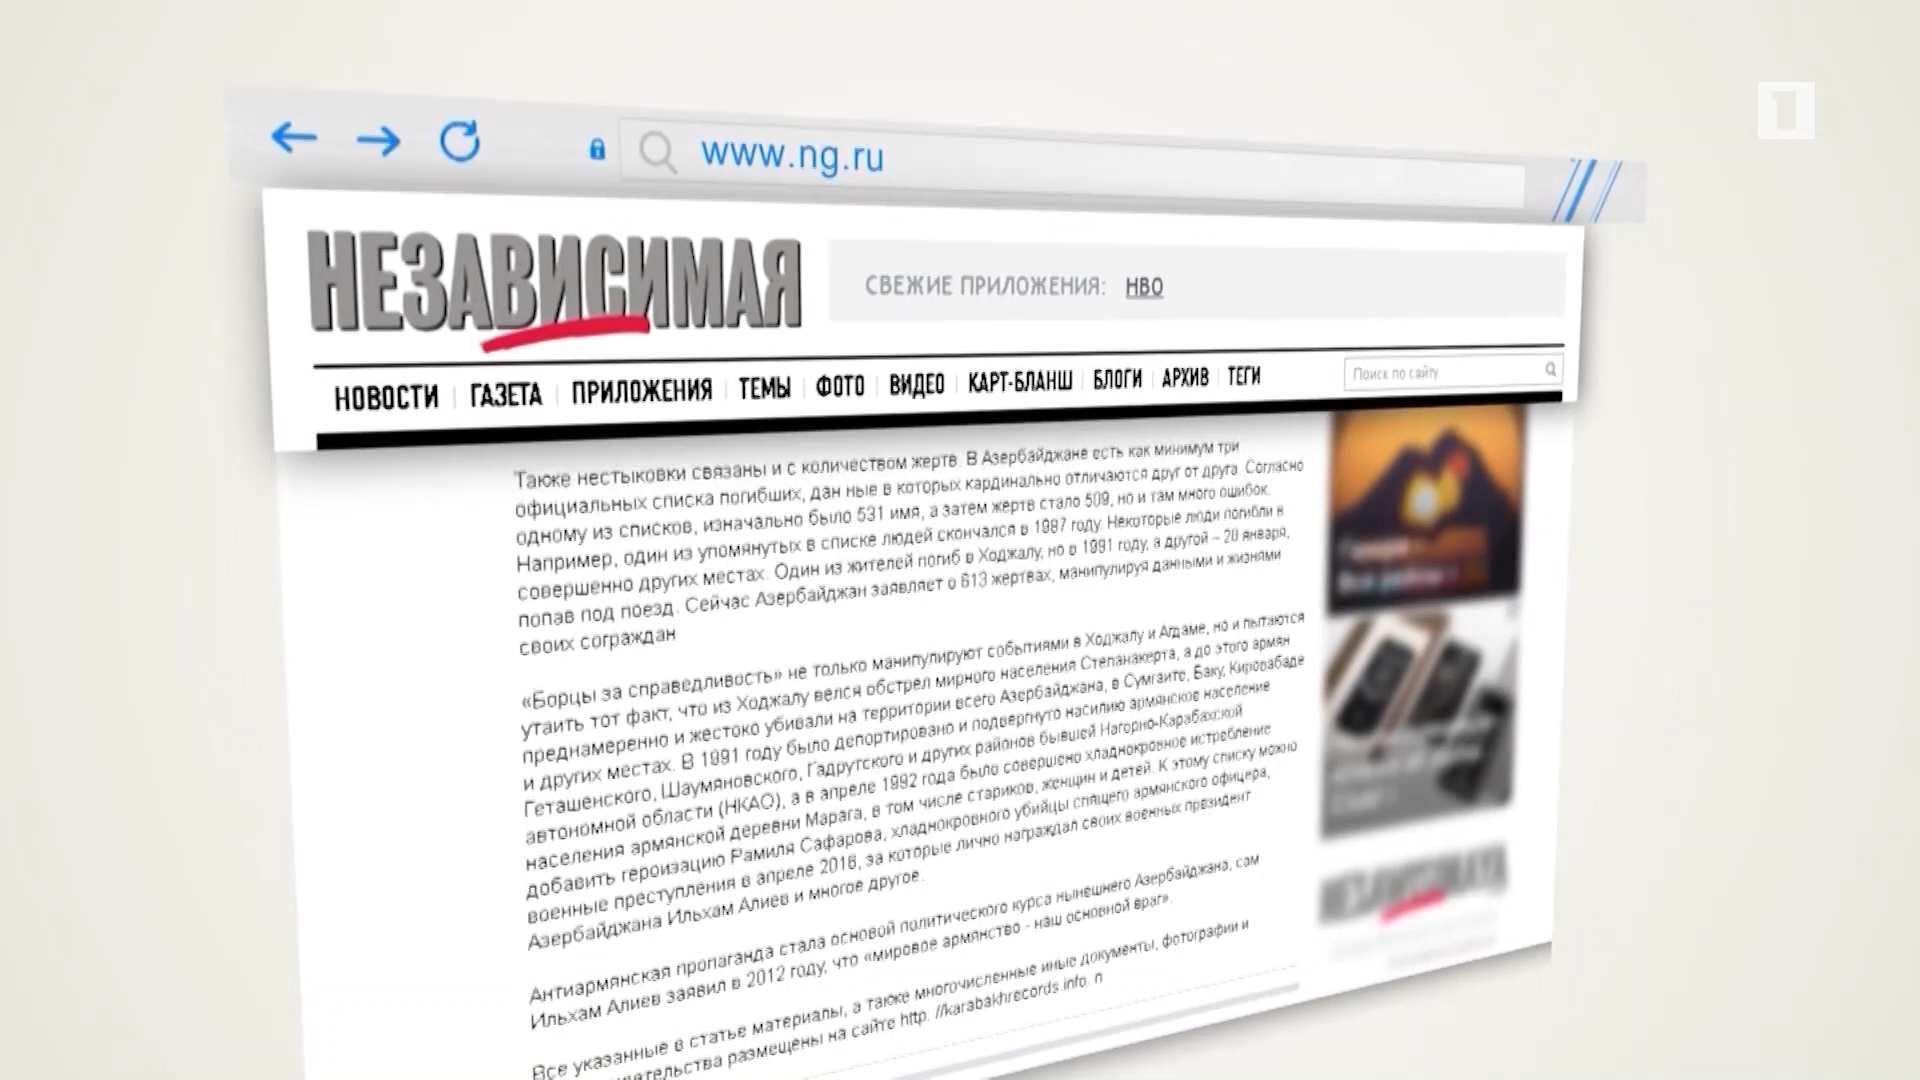 1
www.ng.ru
НЕЗАВИСИМАЯ
СВЕЖИЕ ПРИЛОЖЕНИЯ: НВО
НОВОСТИ | ГАЗЕТА | ПРИЛОЖЕНИЯ | ТЕМЫ | ФОТО | ВИДЕО | КАРТ-БЛАНШ | БЛОГИ | АРХИВ | ТЕГИ
Поиск по сайту
Также нестыковки связаны и с количеством жертв. В Азербайджане есть как минимум три
официальных списка погибших, дан ные в которых кардинально отличаются друг от друга. Согласно
одному из списков, изначально было 531 имя, а затем жертв стало 509, но и там много ошибок.
Например, один из упомянутых в списке людей скончался в 1987 году. Некоторые люди погибли в
совершенно других местах. Один из жителей погиб в Ходжалу, но в 1991 году, а другой – 28 января,
попав под поезд. Сейчас Азербайджан заявляет о 613 жертвах, манипулируя данными и жизнями
своих сограждан
«Борцы за справедливость» не только манипулируют событиями в Ходжалу и Агдаме, но и пытаются
утаить тот факт, что из Ходжалу велся обстрел мирного населения Степанакерта, а до этого армян
преднамеренно и жестоко убивали на территории всего Азербайджана, в Сумгаите, Баку, Кировабаде
и других местах. В 1991 году было депортировано и подвергнуто насилию армянское население
Геташенского, Шаумяновского, Гадрутского и других районов бывшей Нагорно-Карабахской
автономной области (НКАО), а в апреле 1992 года было совершено хладнокровное истребление
населения армянской деревни Марага, в том числе стариков, женщин и детей. К этому списку можно
добавить героизацию Рамиля Сафарова, хладнокровного убийцы спящего армянского офицера,
военные преступления в апреле 2016, за которые лично награждал своих военных президент
Азербайджана Ильхам Алиев и многое другое.
Антиармянская пропаганда стала основой политического курса нынешнего Азербайджана, сам
Ильхам Алиев заявил в 2012 году, что «мировое армянство - наш основной враг».
Все указанные в статье материалы, а также многочисленные иные документы, фотографии и
размещены на сайте http: //karabakhrecords.info. п
НЕЗАВИСИМАЯ